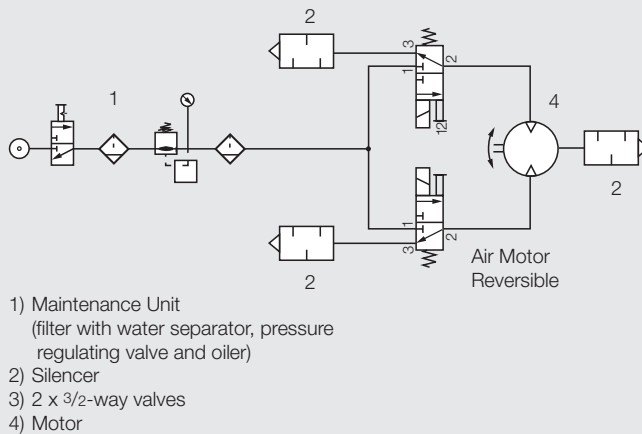 2
3
2
1
1
12
4
2
1
2
3
2
Air Motor
Reversible
1) Maintenance Unit
(filter with water separator, pressure
regulating valve and oiler)
2) Silencer
3) 2 x 3/2-way valves
4) Motor